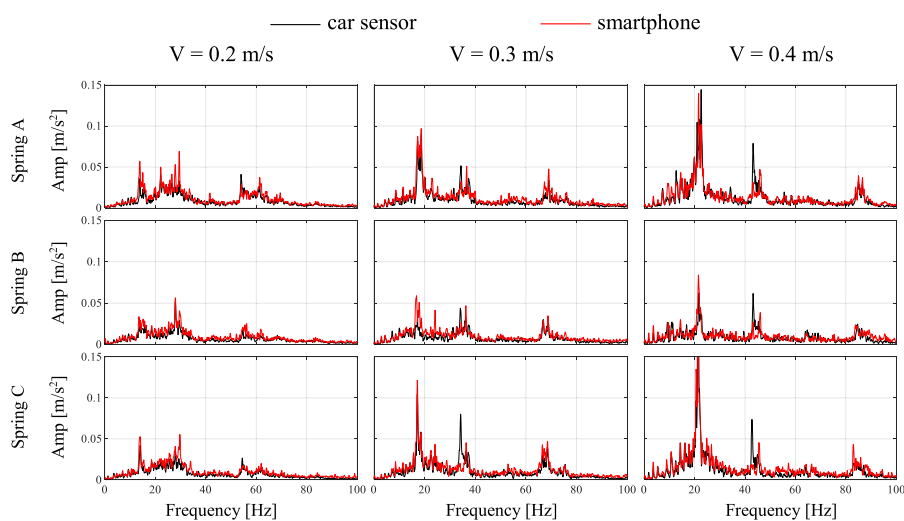 car sensor smartphone
V = 0.2 m/s V = 0.3 m/s V = 0.4 m/s
Spring A
Amp [m/s²]
0.15
0.1
0.05
0
Spring B
Amp [m/s²]
0.15
0.1
0.05
0
Spring C
Amp [m/s²]
0.15
0.1
0.05
0
0 20 40 60 80 100 20 40 60 80 100 0 20 40 60 80 100
Frequency [Hz] Frequency [Hz] Frequency [Hz]